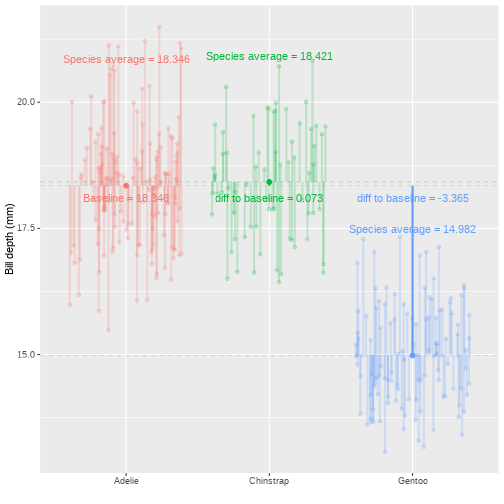 Species average = 18.421
Species average = 18.346
20.0
Baseline = 18.346
diff to baseline = 0.073
diff to baseline = -3.365
17.5
Species average = 14.982
15.0
Bill depth (mm)
Adelie
Chinstrap
Gentoo